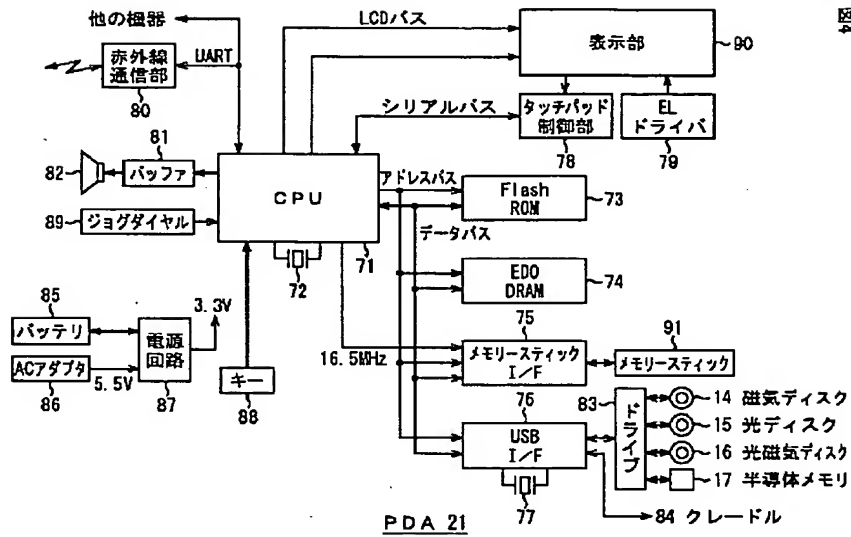 図4
他の機器
LCDバス
表示部
90
赤外線
通信部
UART
80
シリアルバス
タッチパッド
制御部
78
EL
ドライバ
79
81
82
バッファ
CPU
アドレスバス
Flash
ROM
73
89
ジョグダイヤル
データバス
72
71
EDO
DRAM
74
85
3.3V
バッテリ
電源
回路
ACアダプタ
5.5V
86
87
キー
88
16.5MHz
75
メモリースティック
I/F
91
メモリースティック
76
USB
I/F
77
83
ドライブ
14 磁気ディスク
15 光ディスク
16 光磁気ディスク
17 半導体メモリ
84 クレードル
PDA 21